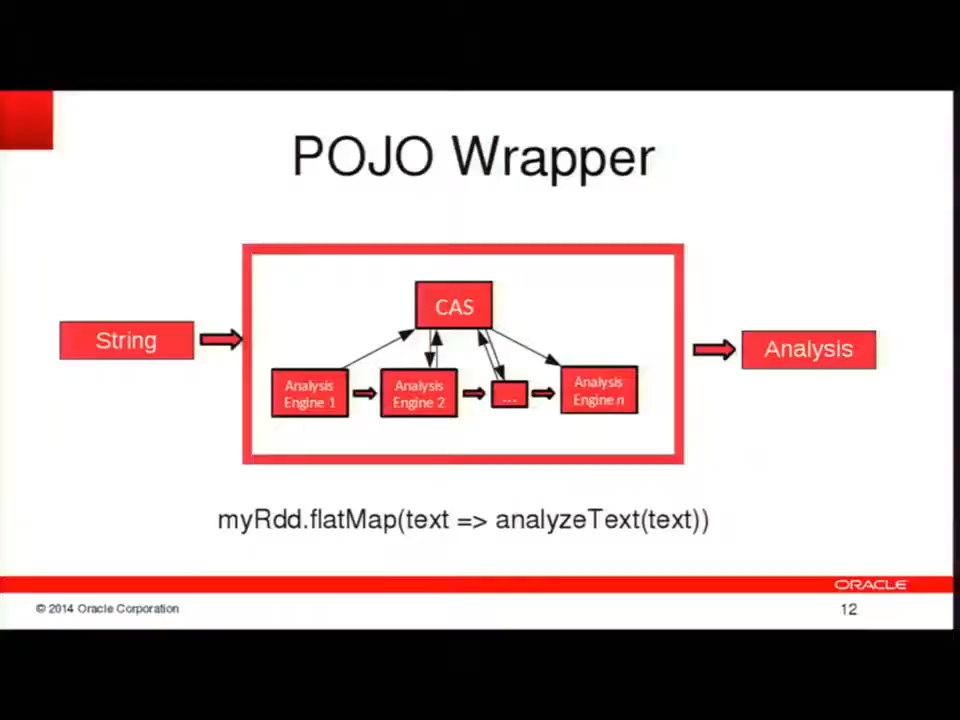 POJO Wrapper
CAS
String
Analysis
Analysis
Engine 1
Analysis
Engine 2
...
Analysis
Engine n
myRdd.flatMap(text => analyzeText(text))
ORACLE
© 2014 Oracle Corporation
12